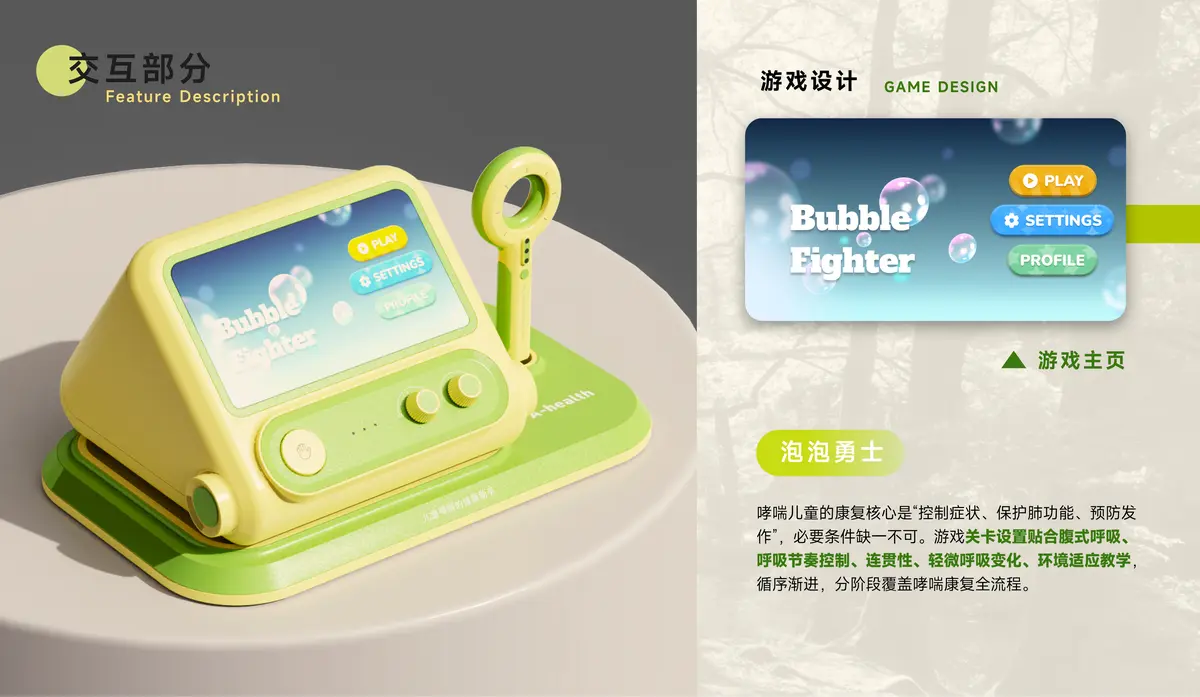 交互部分
Feature Description
Bubble
Fighter
PLAY
SETTINGS
PROFILE
A-health
游戏设计
GAME DESIGN
Bubble
Fighter
PLAY
SETTINGS
PROFILE
游戏主页
泡泡勇士
哮喘儿童的康复核心是“控制症状、保护肺功能、预防发
作”，必要条件缺一不可。游戏关卡设置贴合腹式呼吸、
呼吸节奏控制、连贯性、轻微呼吸变化、环境适应教学，
循序渐进，分阶段覆盖哮喘康复全流程。